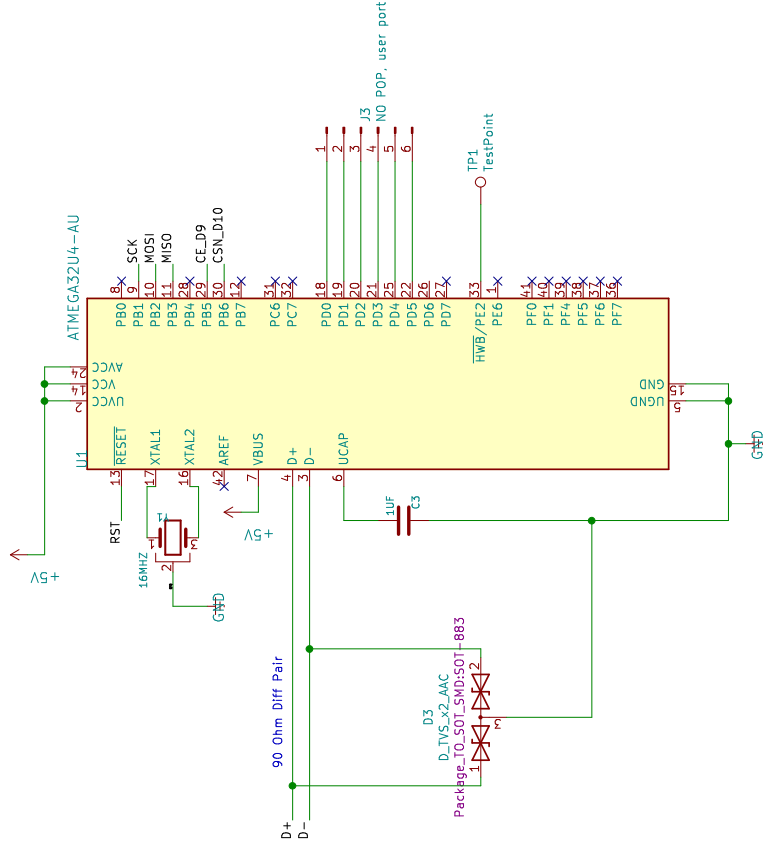 J3
NO POP, user port
1
2
3
4
5
6
TP1
TestPoint
ATMEGA32U4-AU
SCK
MOSI
MISO
CE_D9
CSN_D10
8
9
10
11
28
29
30
12
31
32
18
19
20
21
25
22
26
27
33
1
41
40
39
38
37
36
PB0
PB1
PB2
PB3
PB4
PB5
PB6
PB7
PC6
PC7
PD0
PD1
PD2
PD3
PD4
PD5
PD6
PD7
HWB/PE2
PE6
PF0
PF1
PF4
PF5
PF6
PF7
AVCC
24
VCC
14
UVCC
2
GND
15
UGND
5
GND
U1
RESET
XTAL1
XTAL2
AREF
VBUS
D+
D-
UCAP
13
17
16
42
7
4
3
6
RST
+5V
+5V
Y1
1
3
2
16MHZ
GND
1UF
C3
90 Ohm Diff Pair
D3
D_TVS_x2_AAC
Package_TO_SOT_SMD:SOT-883
2
3
1
D+
D-